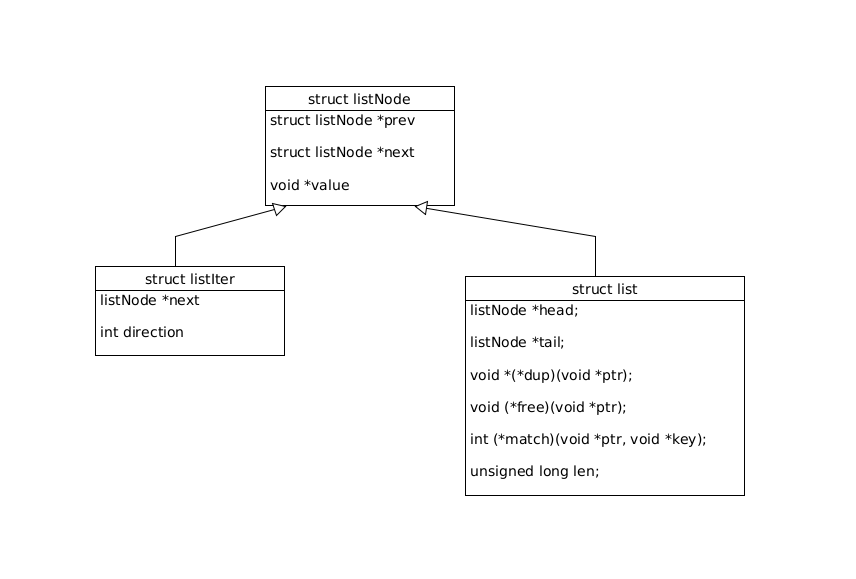 struct listNode
struct listNode *prev
struct listNode *next
void *value
struct listIter
listNode *next
int direction
struct list
listNode *head;
listNode *tail;
void *(*dup)(void *ptr);
void (*free)(void *ptr);
int (*match)(void *ptr, void *key);
unsigned long len;